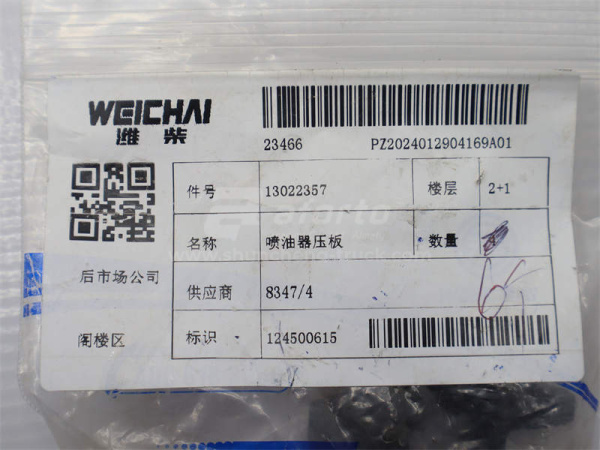 WEICHAI
潍柴
23466 PZ2024012904169A01
件号 13022357 楼层 2+1
名称 喷油器压板 数量
后市场公司
供应商 8347/4
阁楼区 标识 124500615